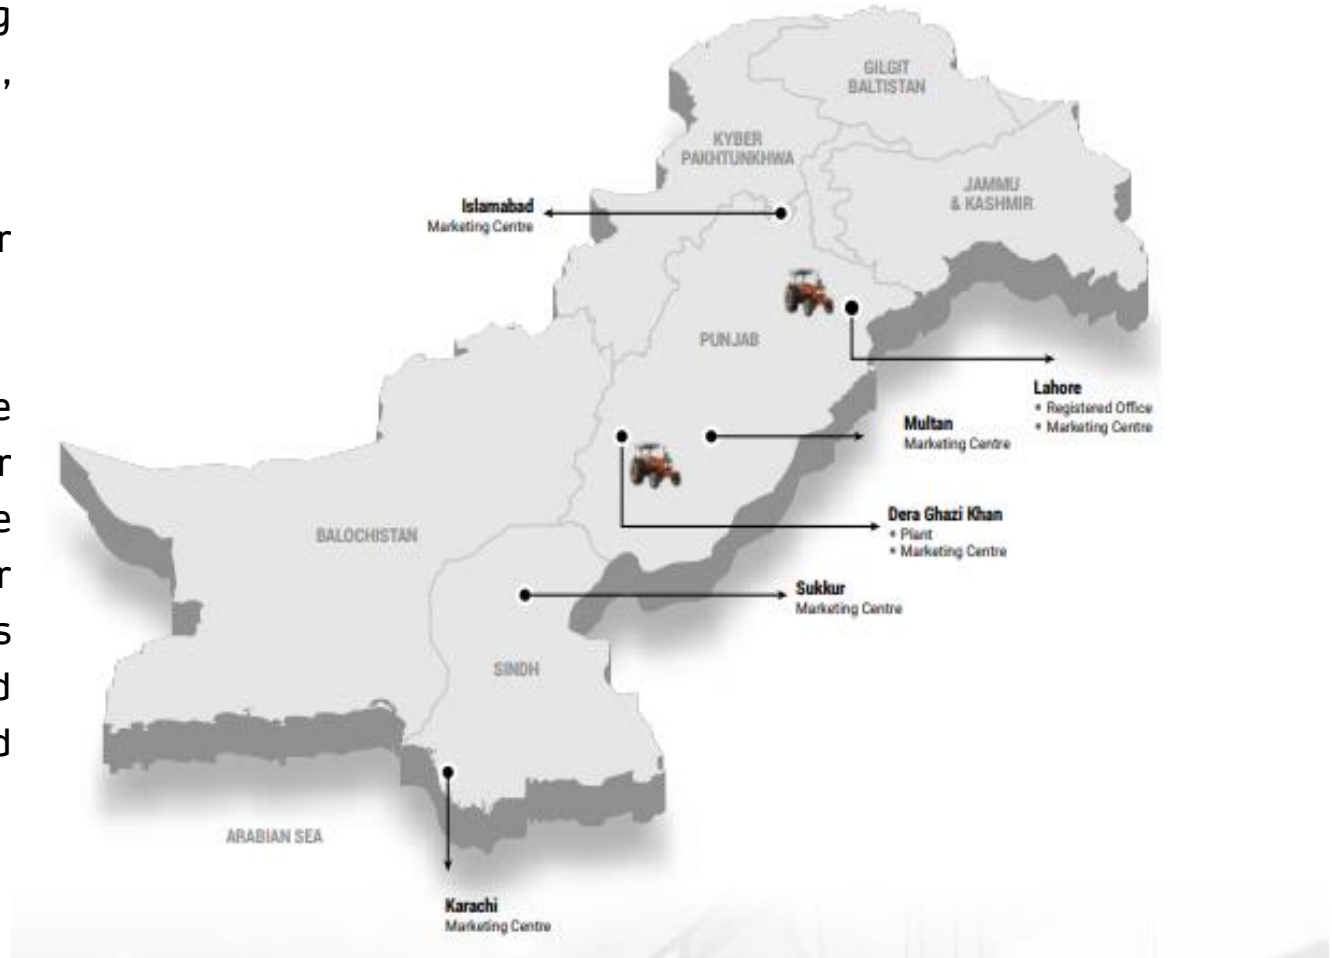 g
,
r
e
r
e
r
s
d
d
GILGIT
BALTISTAN
KYBER
PAKHTUNKHWA
JAMMU
& KASHMIR
Islamabad
Marketing Centre
PUNJAB
Lahore
• Registered Office
• Marketing Centre
Multan
Marketing Centre
Dera Ghazi Khan
• Plant
• Marketing Centre
BALOCHISTAN
Sukkur
Marketing Centre
SINDH
ARABIAN SEA
Karachi
Marketing Centre